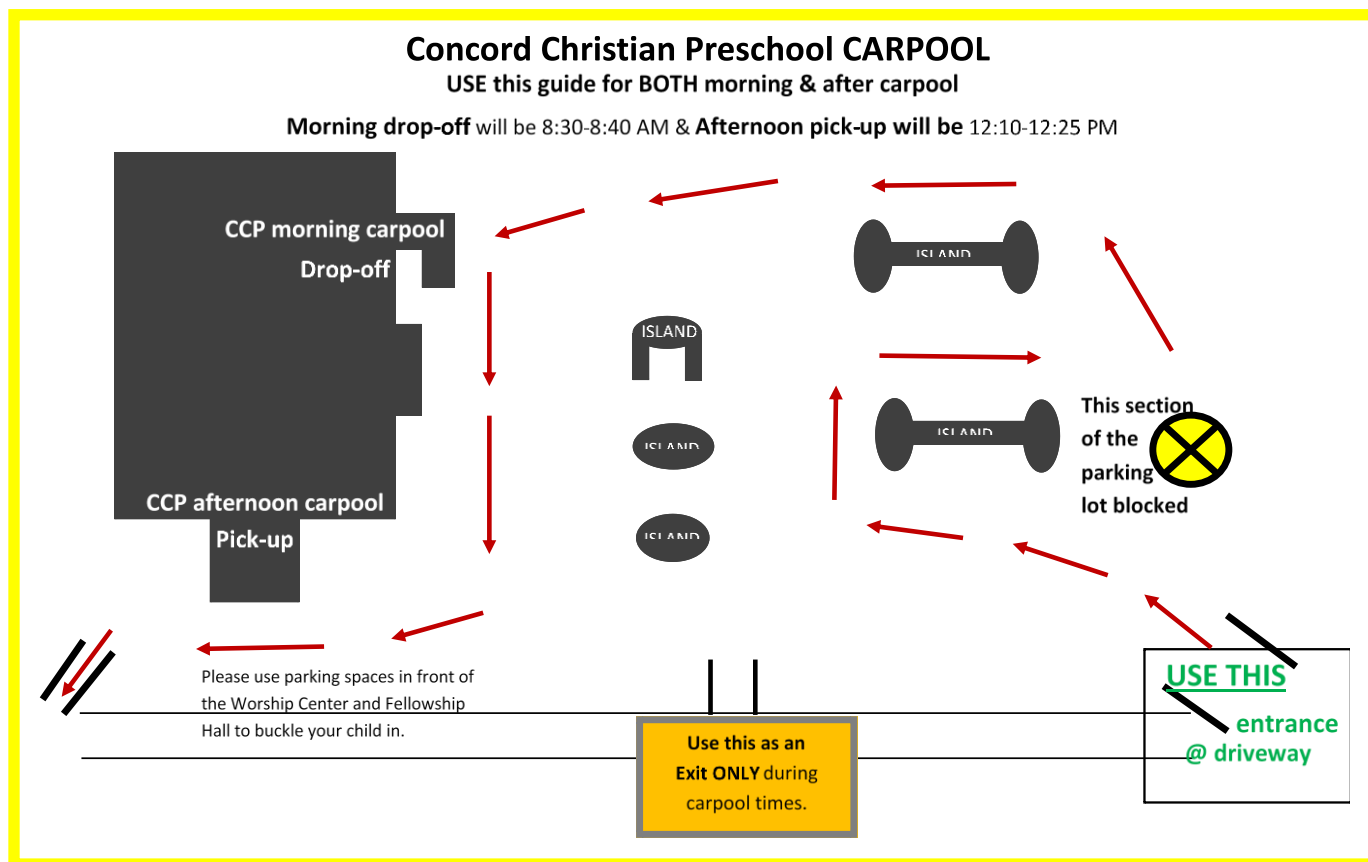 Concord Christian Preschool CARPOOL
USE this guide for BOTH morning & after carpool
Morning drop-off will be 8:30-8:40 AM & Afternoon pick-up will be 12:10-12:25 PM
CCP morning carpool
Drop-off
ISLAND
ISLAND
This section
of the
parking
lot blocked
ISLAND
ISLAND
ISLAND
CCP afternoon carpool
Pick-up
Please use parking spaces in front of
the Worship Center and Fellowship
Hall to buckle your child in.
USE THIS
entrance
@ driveway
Use this as an
Exit ONLY during
carpool times.